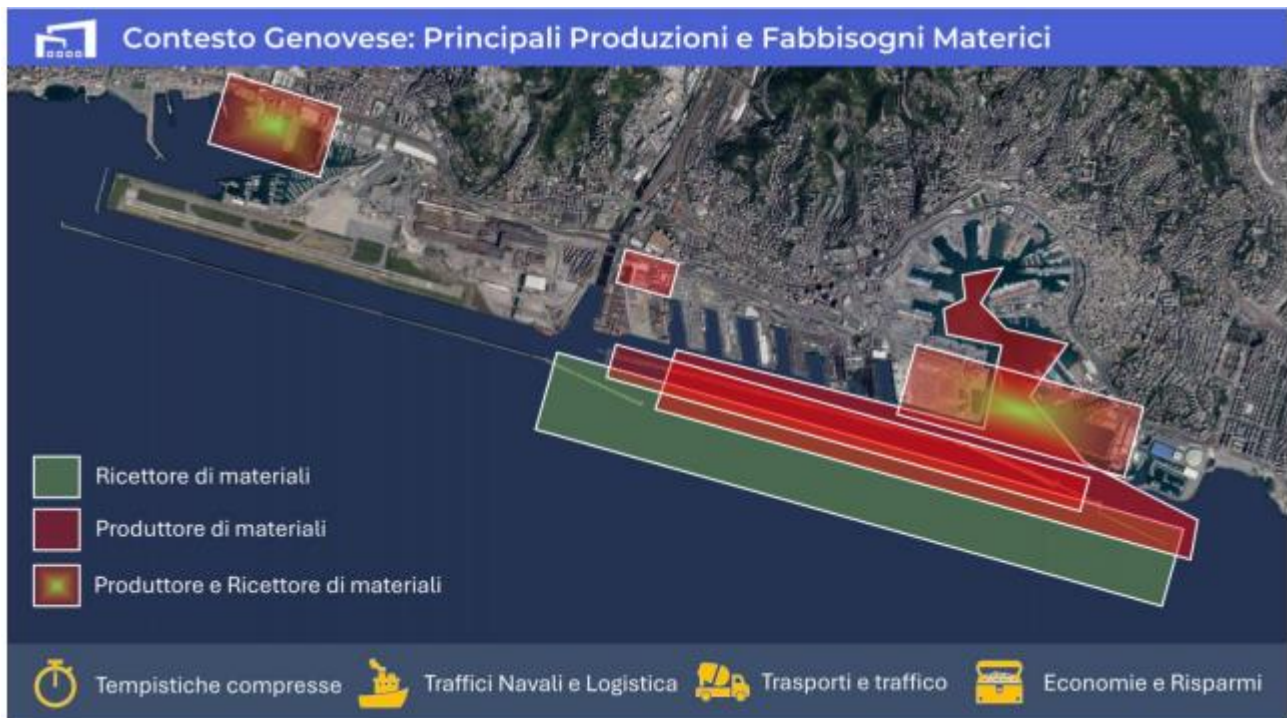 Contesto Genovese: Principali Produzioni e Fabbisogni Materici
Ricettore di materiali
Produttore di materiali
Produttore e Ricettore di materiali
Tempistiche compresse
Traffici Navali e Logistica
Trasporti e traffico
Economie e Risparmi